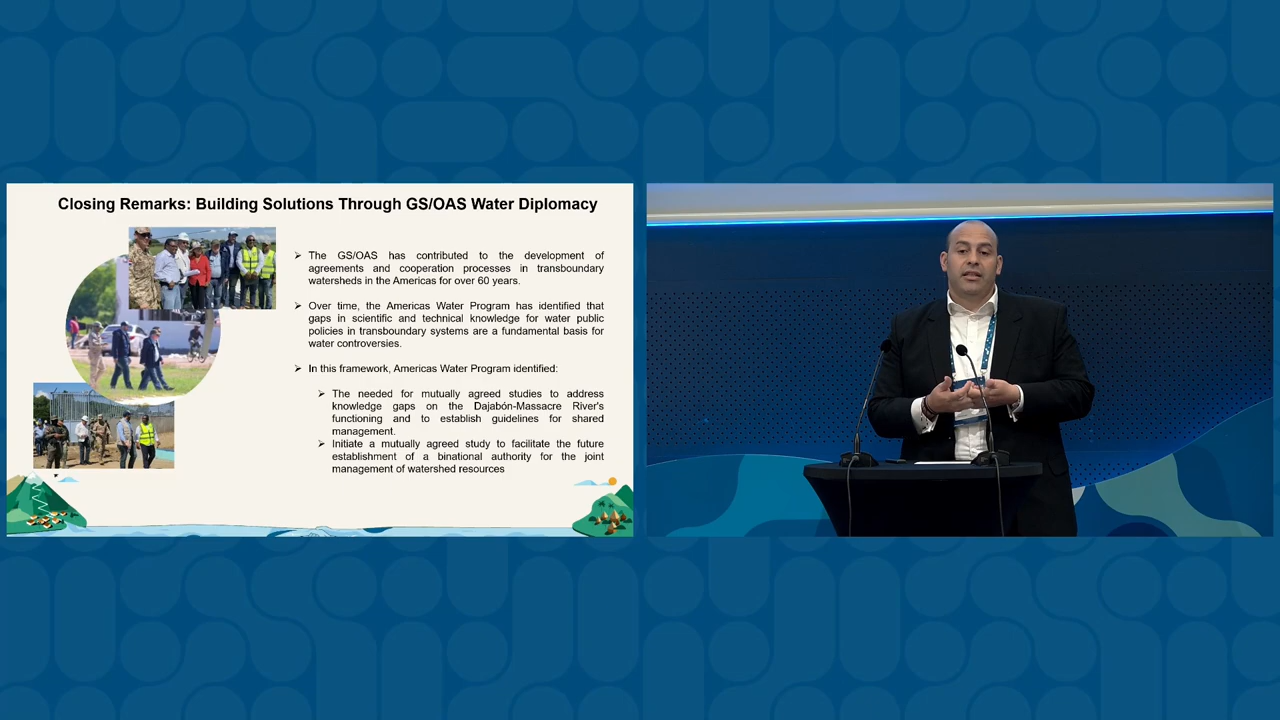 Closing Remarks: Building Solutions Through GS/OAS Water Diplomacy
➢ The GS/OAS has contributed to the development of
agreements and cooperation processes in transboundary
watersheds in the Americas for over 60 years.
➢ Over time, the Americas Water Program has identified that
gaps in scientific and technical knowledge for water public
policies in transboundary systems are a fundamental basis for
water controversies.
➢ In this framework, Americas Water Program identified:
➢ The needed for mutually agreed studies to address
knowledge gaps on the Dajabón-Massacre River's
functioning and to establish guidelines for shared
management.
➢ Initiate a mutually agreed study to facilitate the future
establishment of a binational authority for the joint
management of watershed resources